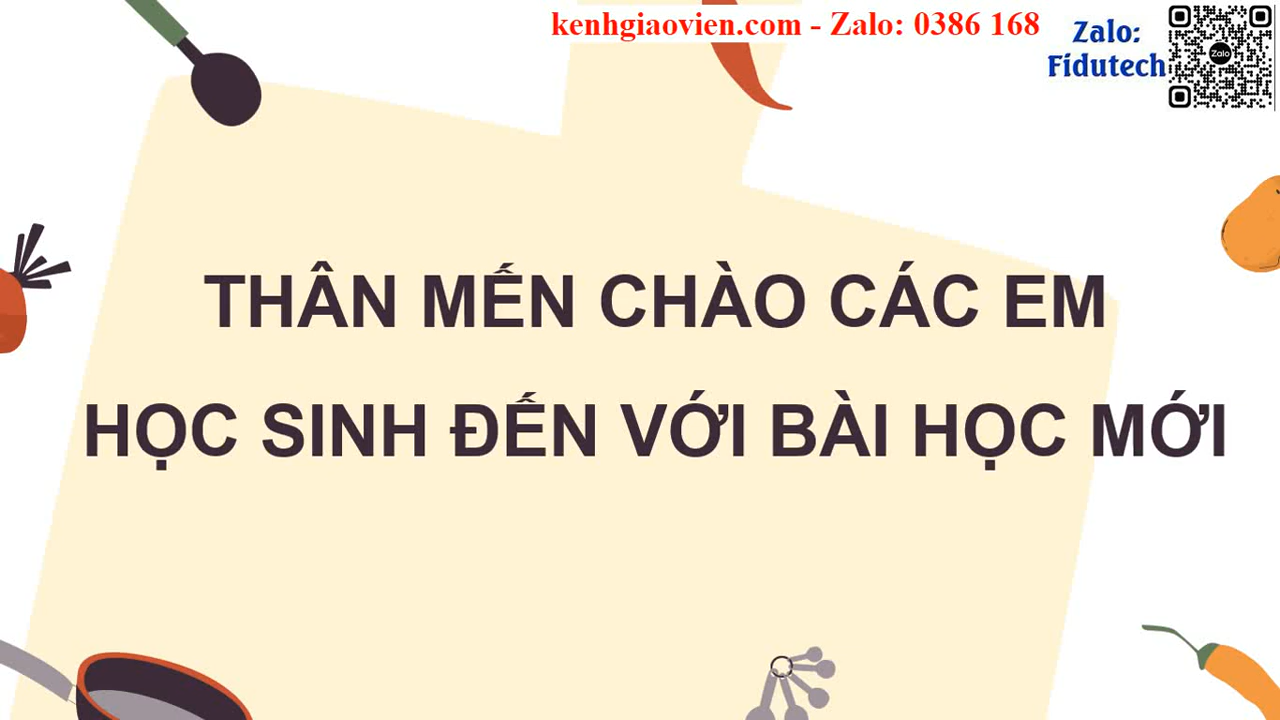 kenhgiaovien.com - Zalo: 0386 168
Zalo:
Fidutech
Zalo
THÂN MẾN CHÀO CÁC EM
HỌC SINH ĐẾN VỚI BÀI HỌC MỚI